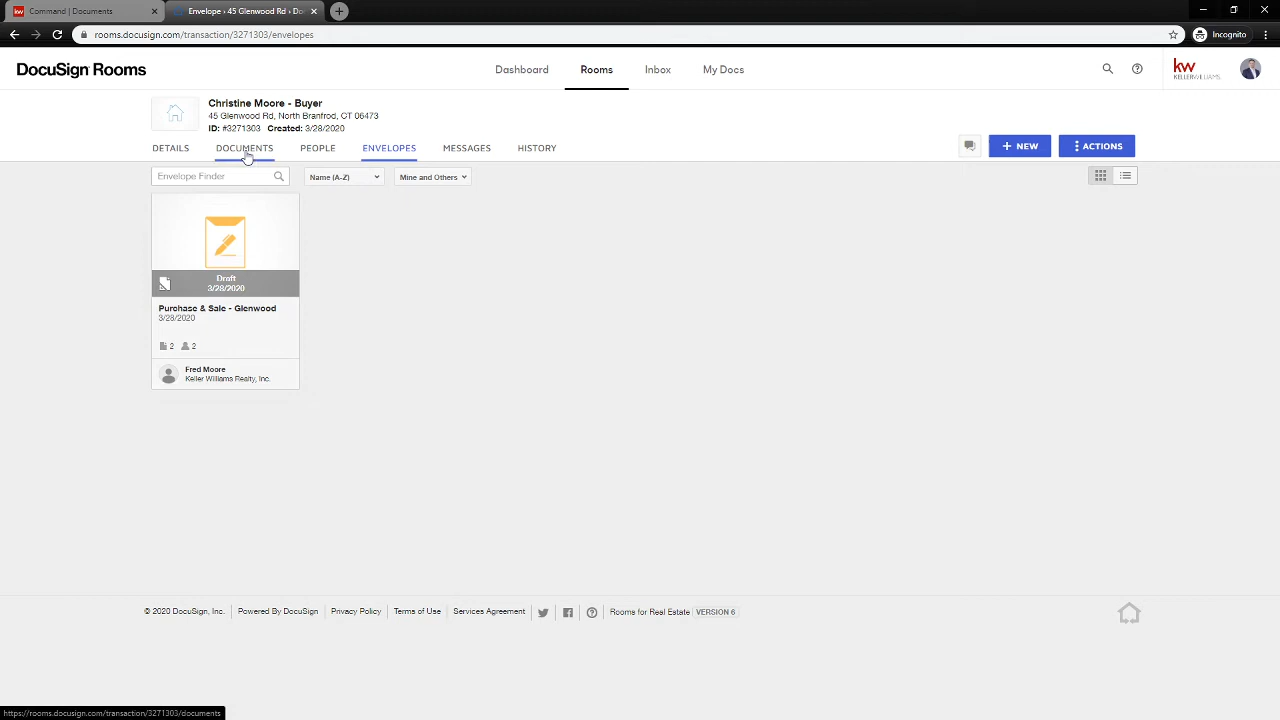 Command | Documents
Envelope › 45 Glenwood Rd › Do
rooms.docusign.com/transaction/3271303/envelopes
Incognito
DocuSign Rooms
Dashboard
Rooms
Inbox
My Docs
kw
KELLERWILLIAMS.
Christine Moore - Buyer
45 Glenwood Rd, North Branfrod, CT 06473
ID: #3271303 Created: 3/28/2020
DETAILS
DOCUMENTS
PEOPLE
ENVELOPES
MESSAGES
HISTORY
+ NEW
ACTIONS
Envelope Finder
Name (A-Z)
Mine and Others
Draft
3/28/2020
Purchase & Sale - Glenwood
3/28/2020
2
2
Fred Moore
Keller Williams Realty, Inc.
© 2020 DocuSign, Inc.
Powered By DocuSign
Privacy Policy
Terms of Use
Services Agreement
Rooms for Real Estate VERSION 6
https://rooms.docusign.com/transaction/3271303/documents